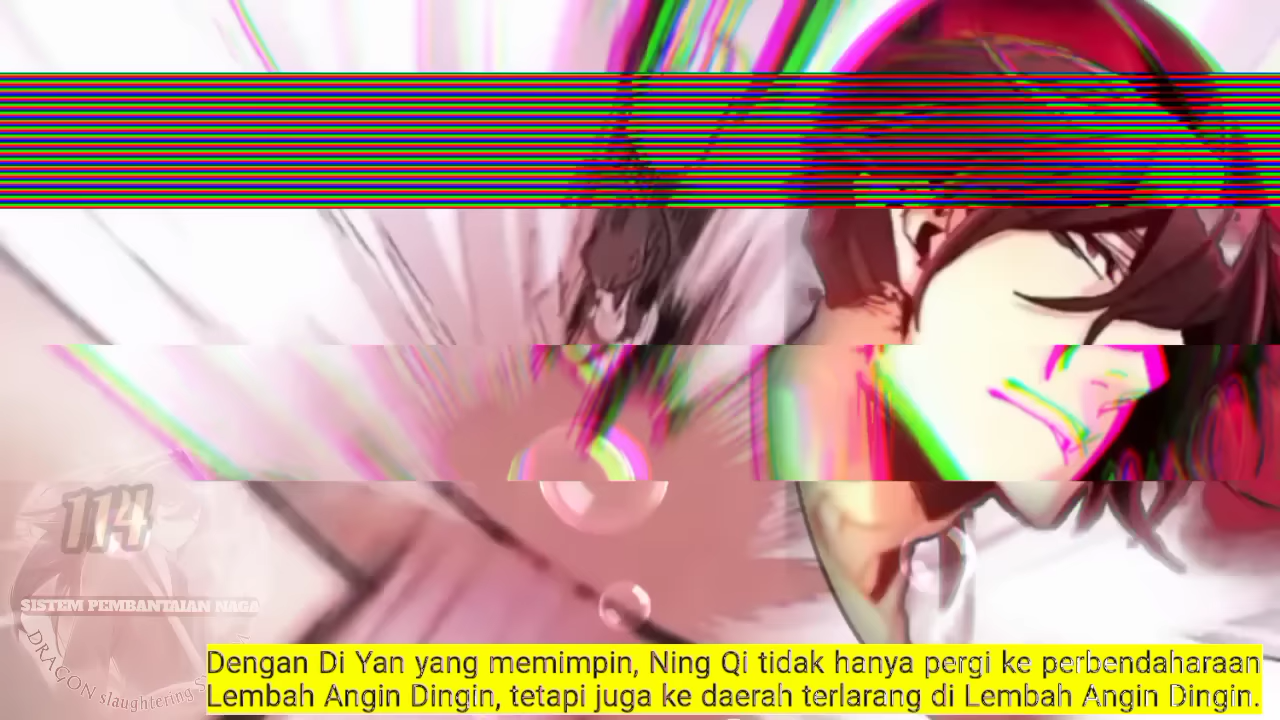 114
SISTEM PEMBANTAIAN NAGA
DRAGON slaughtering
Dengan Di Yan yang memimpin, Ning Qi tidak hanya pergi ke perbendaharaan
Lembah Angin Dingin, tetapi juga ke daerah terlarang di Lembah Angin Dingin.